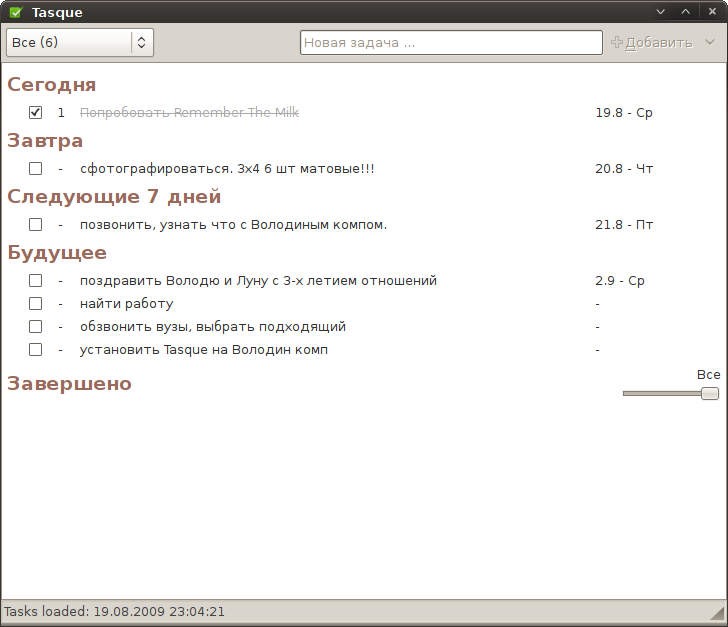 Tasque
Все (6)
Новая задача ...
Добавить
Сегодня
1 Попробовать Remember The Milk 19.8 - Ср
Завтра
- сфотографироваться. 3x4 6 шт матовые!!! 20.8 - Чт
Следующие 7 дней
- позвонить, узнать что с Володиным компом. 21.8 - Пт
Будущее
- поздравить Володю и Луну с 3-х летием отношений 2.9 - Ср
- найти работу -
- обзвонить вузы, выбрать подходящий -
- установить Tasque на Володин комп -
Все
Завершено
Tasks loaded: 19.08.2009 23:04:21